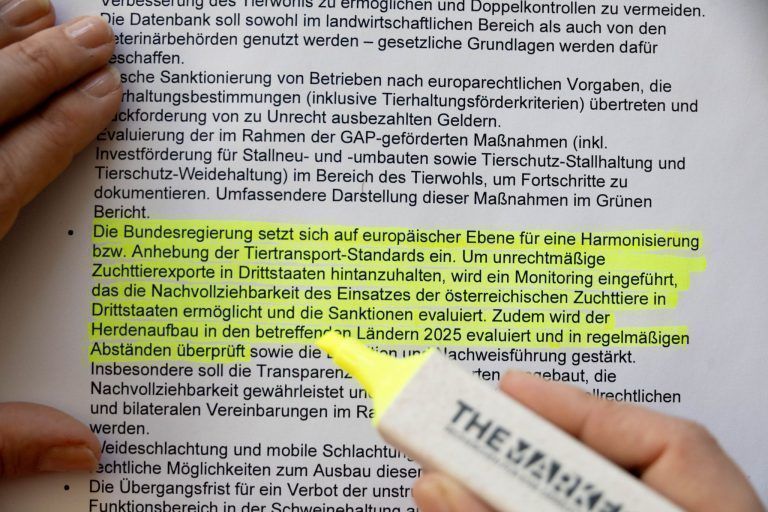 Verbesserung des Tierwohls zu ermöglichen und Doppelkontrollen zu vermeiden.
Die Datenbank soll sowohl im landwirtschaftlichen Bereich als auch von den
eterinärbehörden genutzt werden – gesetzliche Grundlagen werden dafür
eschaffen.
sche Sanktionierung von Betrieben nach europarechtlichen Vorgaben, die
rhaltungsbestimmungen (inklusive Tierhaltungsförderkriterien) übertreten und
ckforderung von zu Unrecht ausbezahlten Geldern.
Evaluierung der im Rahmen der GAP-geförderten Maßnahmen (inkl.
Investförderung für Stallneu- und -umbauten sowie Tierschutz-Stallhaltung und
Tierschutz-Weidehaltung) im Bereich des Tierwohls, um Fortschritte zu
dokumentieren. Umfassendere Darstellung dieser Maßnahmen im Grünen
Bericht.
• Die Bundesregierung setzt sich auf europäischer Ebene für eine Harmonisierung
bzw. Anhebung der Tiertransport-Standards ein. Um unrechtmäßige
Zuchttierexporte in Drittstaaten hintanzuhalten, wird ein Monitoring eingeführt,
das die Nachvollziehbarkeit des Einsatzes der österreichischen Zuchttiere in
Drittstaaten ermöglicht und die Sanktionen evaluiert. Zudem wird der
Herdenaufbau in den betreffenden Ländern 2025 evaluiert und in regelmäßigen
Abständen überprüft sowie die und Nachweisführung gestärkt.
Insbesondere soll die Transparenz gebaut, die
Nachvollziehbarkeit gewährleistet rechtlichen
und bilateralen Vereinbarungen im
werden.
Weideschlachtung und mobile Schlachtung
rechtliche Möglichkeiten zum Ausbau dieser
• Die Übergangsfrist für ein Verbot der
Funktionsbereich in der Schweinehaltung
THE MARKE